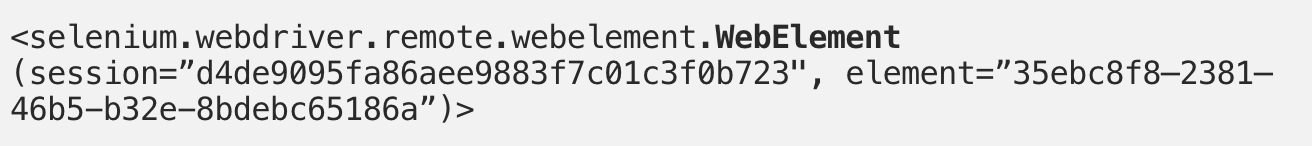 <selenium.webdriver.remote.webelement.WebElement
(session=”d4de9095fa86aee9883f7c01c3f0b723", element=”35ebc8f8–2381–
46b5–b32e-8bdebc65186a”)>